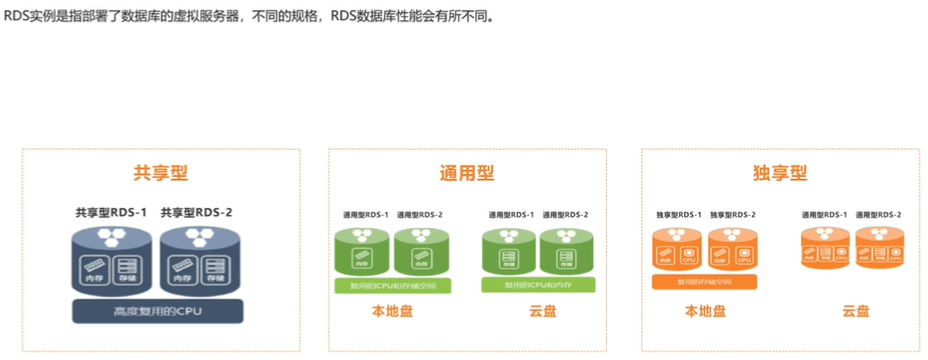 RDS实例是指部署了数据库的虚拟服务器，不同的规格，RDS数据库性能会有所不同。
共享型
共享型RDS-1 共享型RDS-2
内存 存储 内存 存储
高度复用的CPU
通用型
通用型RDS-1 通用型RDS-2
内存 内存
复用的CPU和存储空间
本地盘
通用型RDS-1 通用型RDS-2
存储 存储
复用的CPU和内存
云盘
独享型
独享型RDS-1 独享型RDS-2
内存 CPU 内存 CPU
复用的存储空间
本地盘
通用型RDS-1 通用型RDS-2
内存 存储 CPU 内存 存储 CPU
云盘